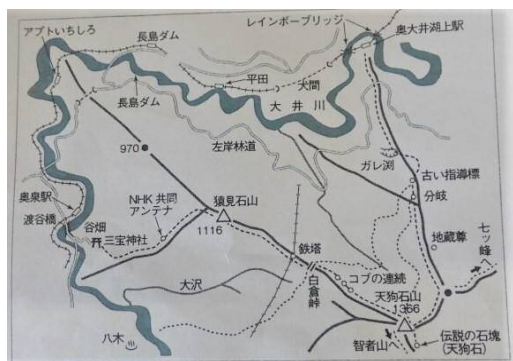 レインボーブリッジ
奥大井湖上駅
アプトいちしろ
長島ダム
平田
犬間
大井川
長島ダム
左岸林道
970
ガレ渕
古い指導標
分岐
奥泉駅
渡谷橋
谷畑
三宝神社
NHK 共同
アンテナ
猿見石山
1116
地蔵尊
七ッ峰へ
鉄塔
白倉峠
コブの連続
大沢
天狗石山
1366
八木
智者山へ
伝説の石塊
(天狗石)